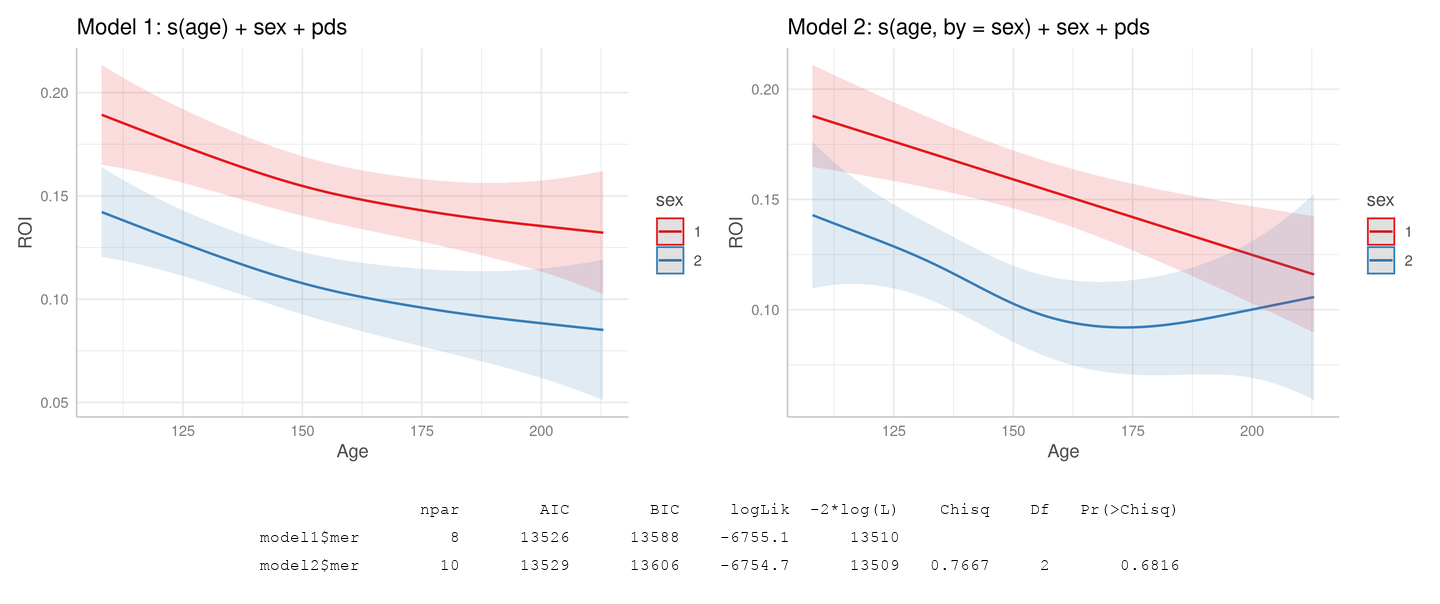 Model 1: s(age) + sex + pds
0.20
0.15
0.10
0.05
ROI
125 150 175 200
Age
sex
1
2
Model 2: s(age, by = sex) + sex + pds
0.20
0.15
0.10
ROI
125 150 175 200
Age
sex
1
2
npar AIC BIC logLik -2*log(L) Chisq Df Pr(>Chisq)
model1$mer 8 13526 13588 -6755.1 13510
model2$mer 10 13529 13606 -6754.7 13509 0.7667 2 0.6816